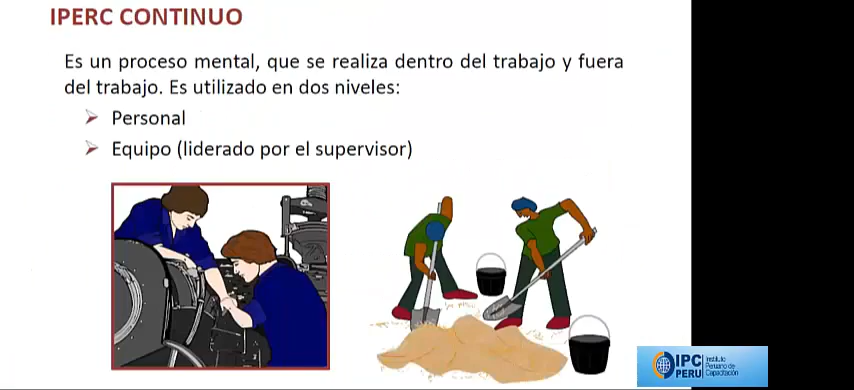 IPERC CONTINUO
Es un proceso mental, que se realiza dentro del trabajo y fuera
del trabajo. Es utilizado en dos niveles:
Personal
Equipo (liderado por el supervisor)
IPC PERU
Instituto
Peruano de
Capacitación